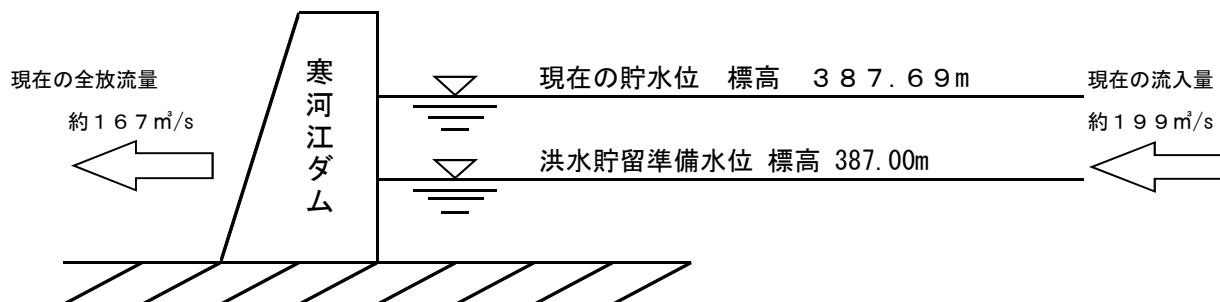 現在の全放流量
約167㎥/s
寒河江ダム
現在の貯水位 標高 387.69m
洪水貯留準備水位 標高 387.00m
現在の流入量
約199㎥/s